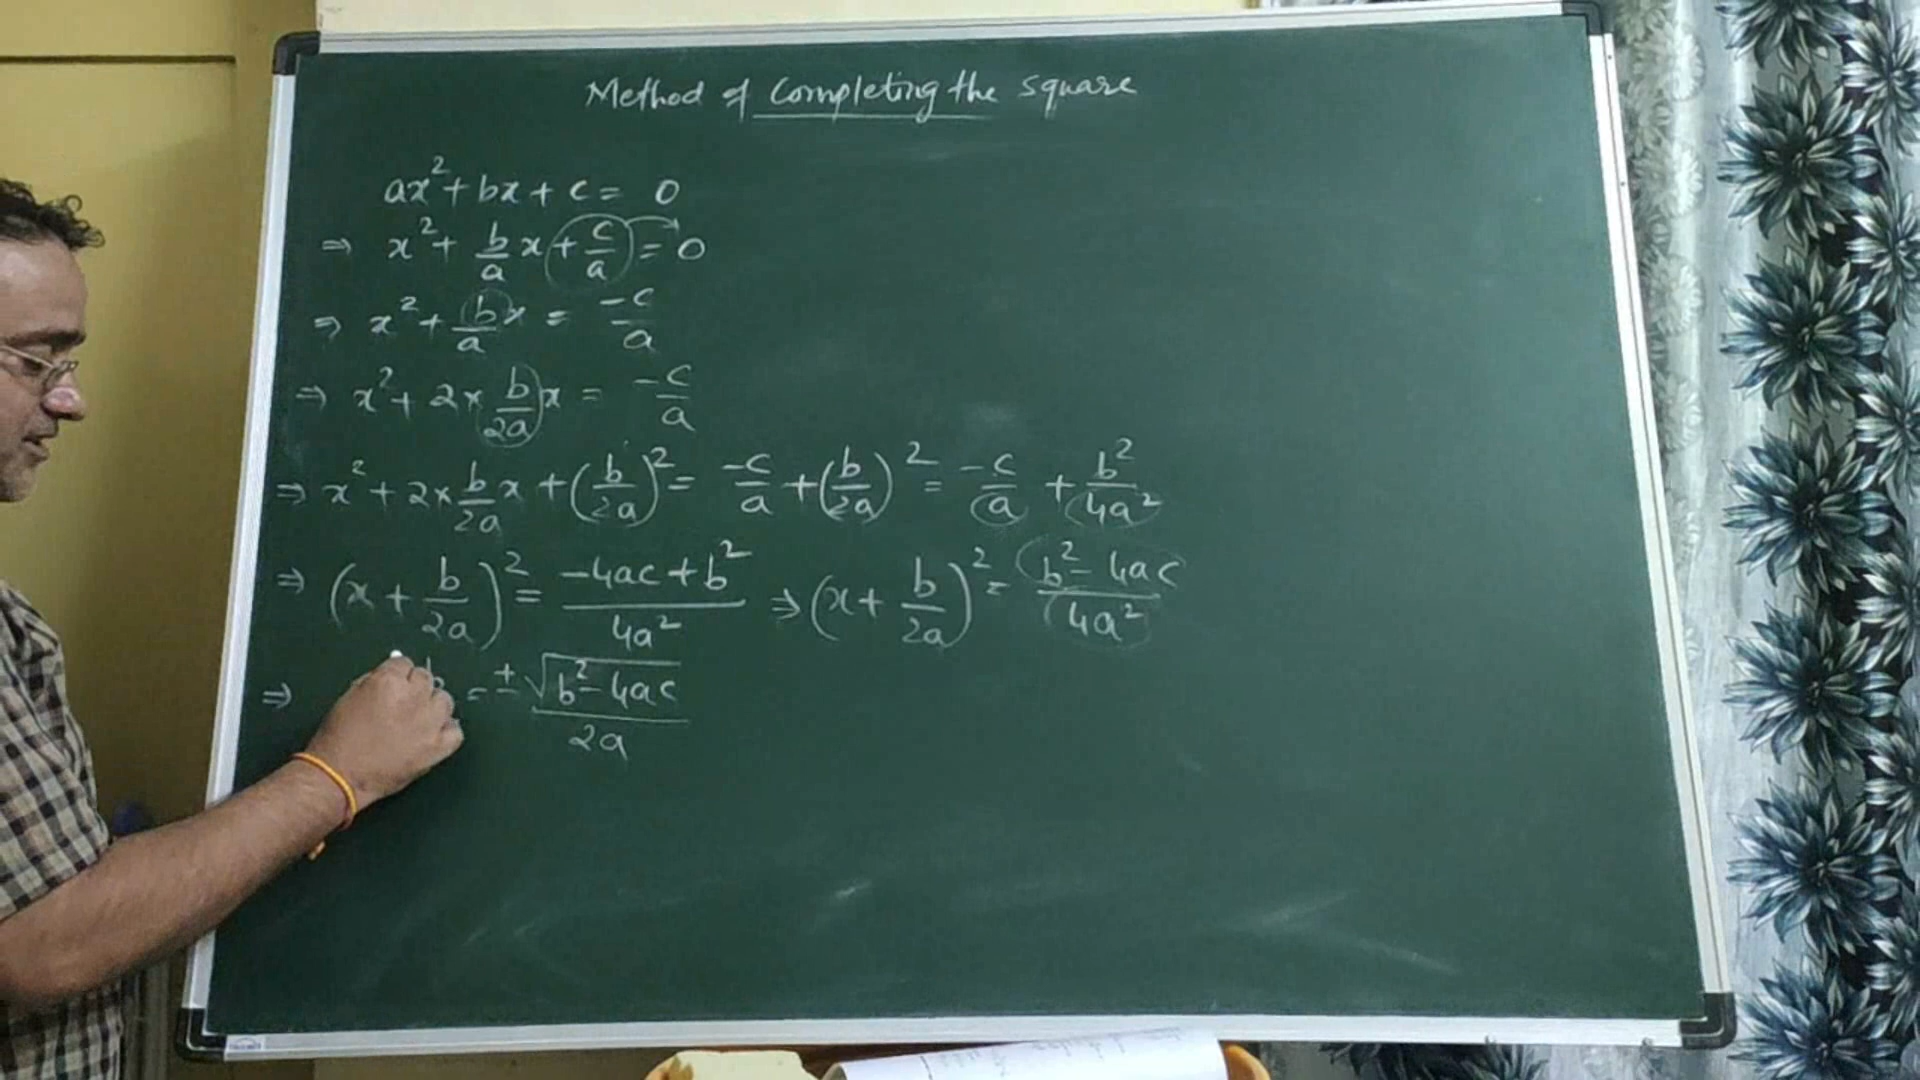 Method of Completing the square
ax² + bx + c = 0
⇒ x² + b/a x + c/a = 0
⇒ x² + b/a x = -c/a
⇒ x² + 2× b/2a x = -c/a
⇒ x² + 2× b/2a x + (b/2a)² = -c/a + (b/2a)² = -c/a + b²/4a²
⇒ (x + b/2a)² = -4ac + b²/4a² ⇒ (x + b/2a)² = b² - 4ac/4a²
⇒ b = ± √b² - 4ac/2a